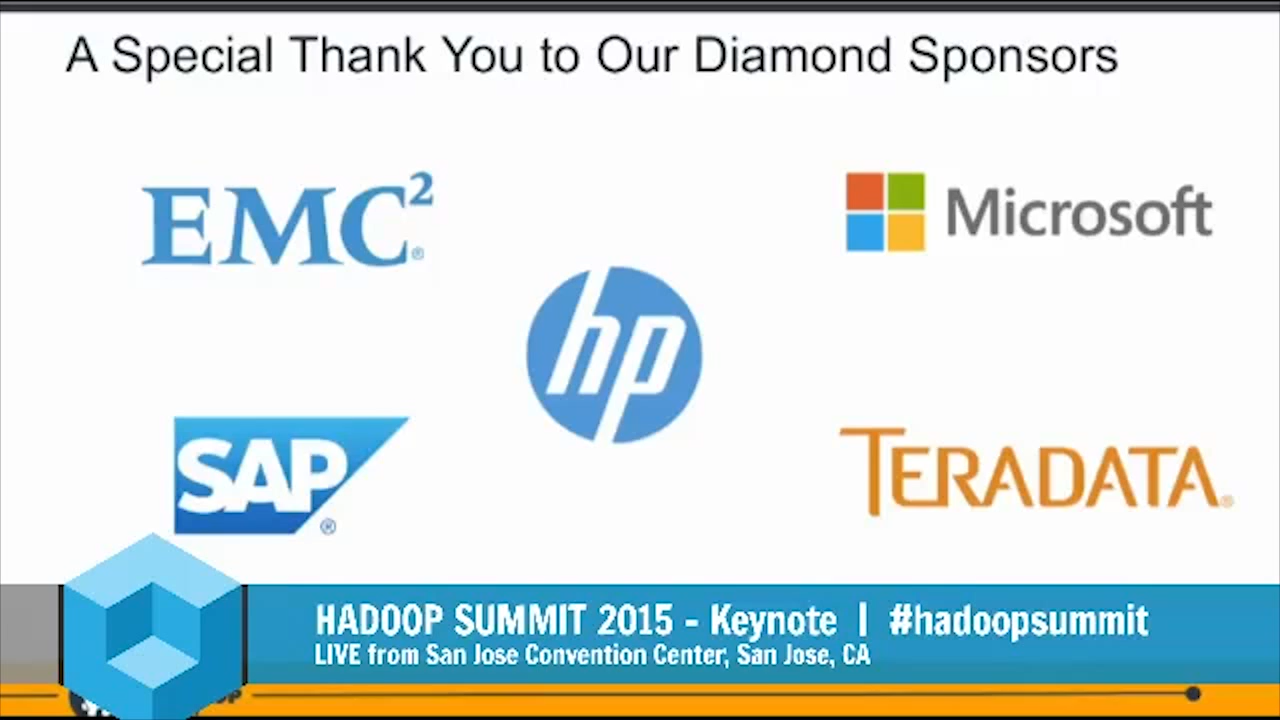 A Special Thank You to Our Diamond Sponsors
EMC²®
Microsoft
hp
SAP®
TERADATA®
HADOOP SUMMIT 2015 - Keynote | #hadoopsummit
LIVE from San Jose Convention Center, San Jose, CA